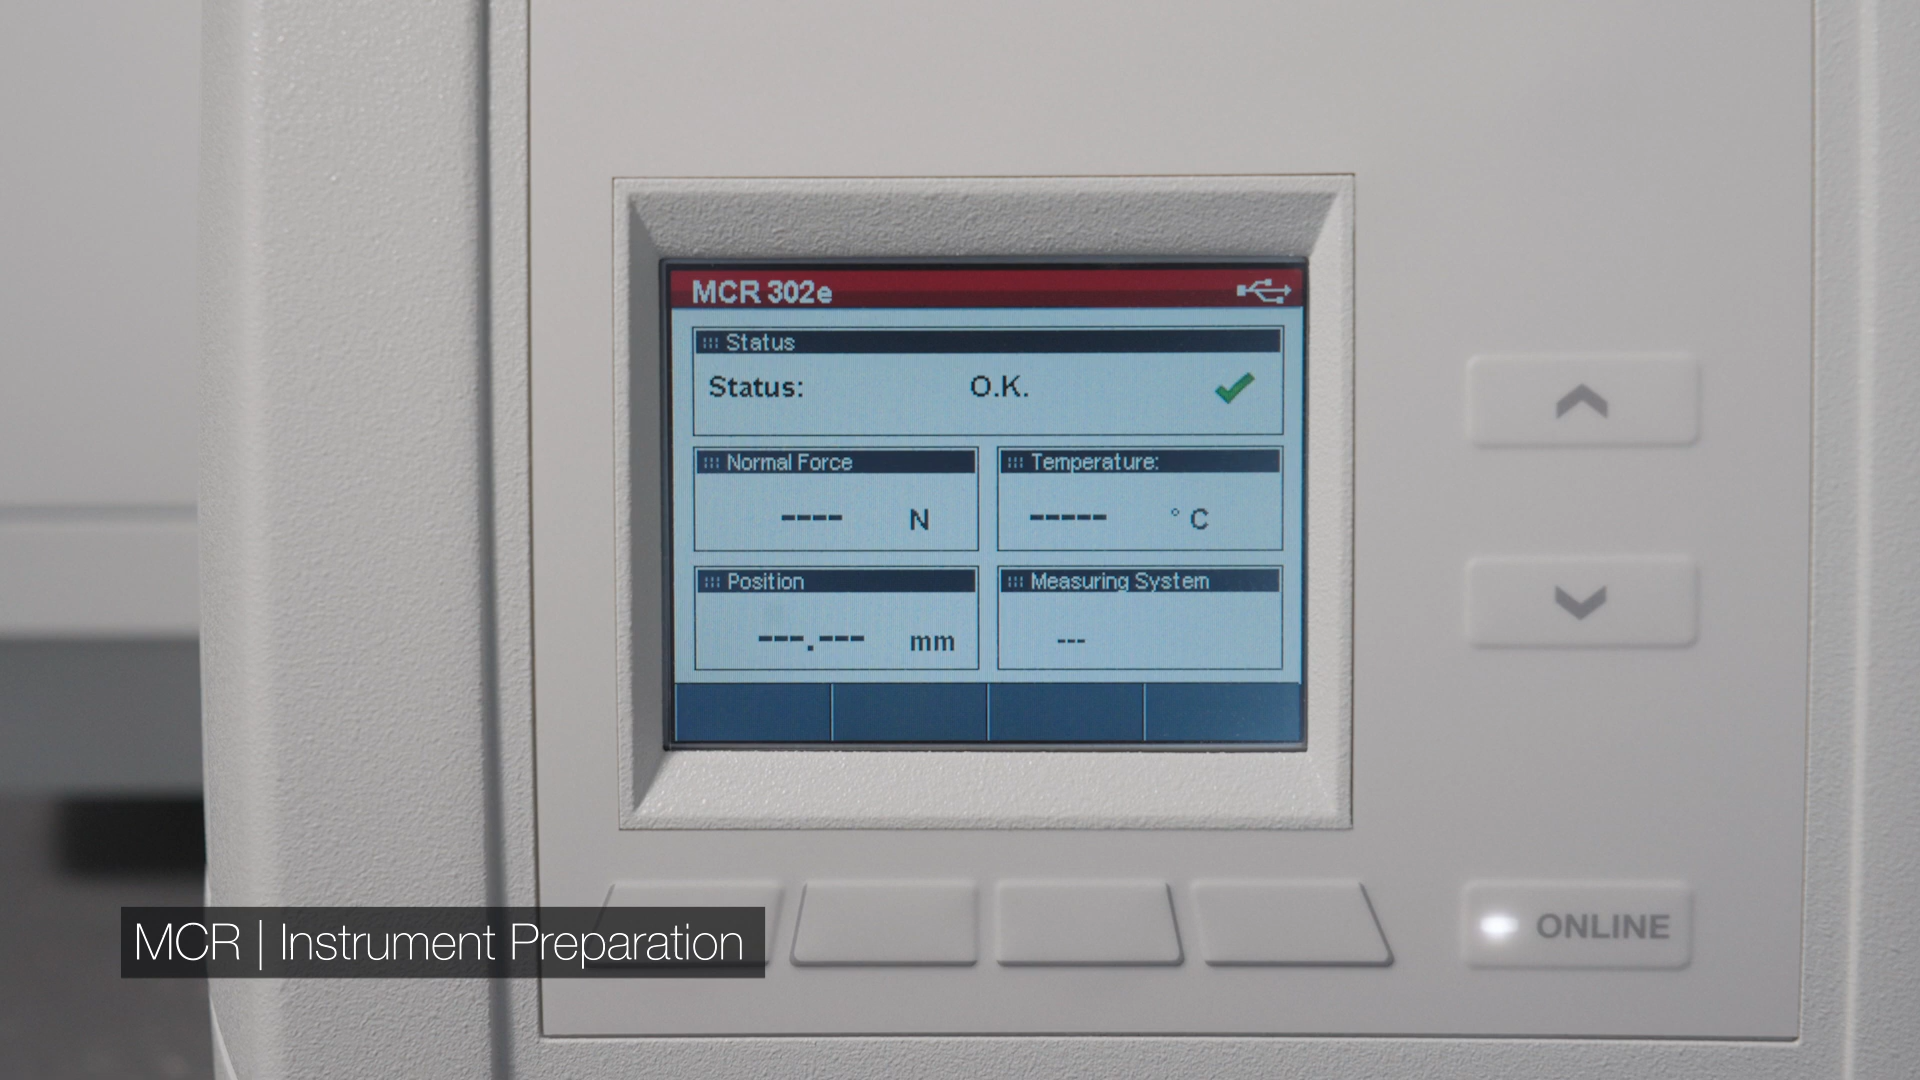 MCR 302e
Status
Status: O.K.
Normal Force
---- N
Temperature:
----- ° C
Position
---.--- mm
Measuring System
---
ONLINE
MCR | Instrument Preparation